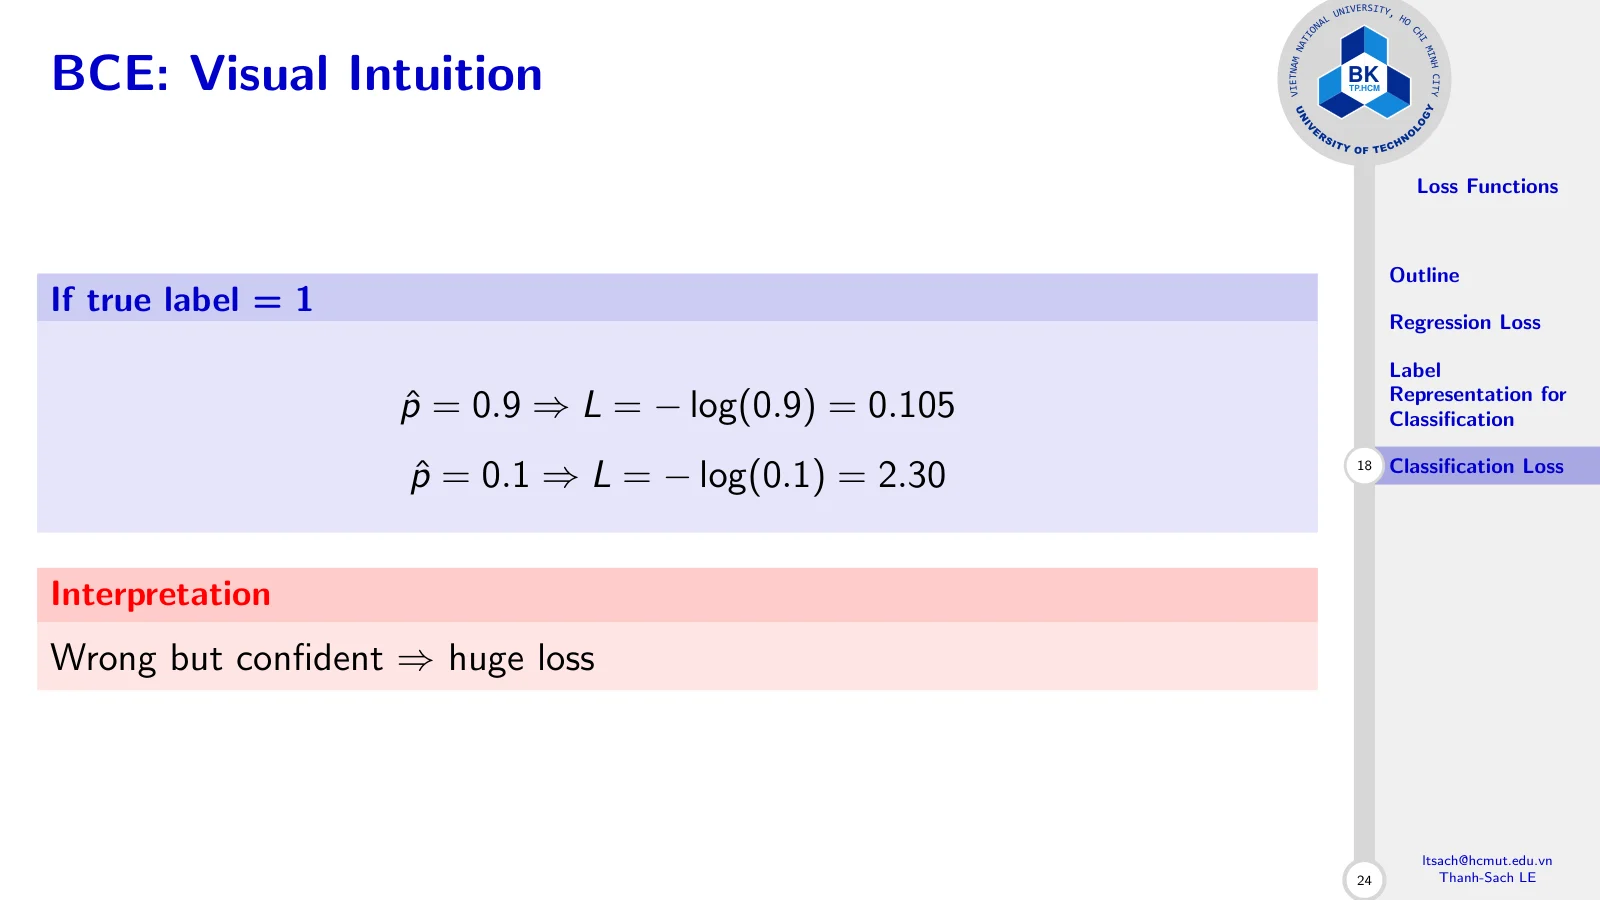 BCE: Visual Intuition
VIETNAM NATIONAL UNIVERSITY, HO CHI MINH CITY
BK
TP.HCM
UNIVERSITY OF TECHNOLOGY
If true label = 1
p̂ = 0.9 ⇒ L = − log(0.9) = 0.105
p̂ = 0.1 ⇒ L = − log(0.1) = 2.30
Interpretation
Wrong but confident ⇒ huge loss
Loss Functions
Outline
Regression Loss
Label
Representation for
Classification
18
Classification Loss
ltsach@hcmut.edu.vn
Thanh-Sach LE
24